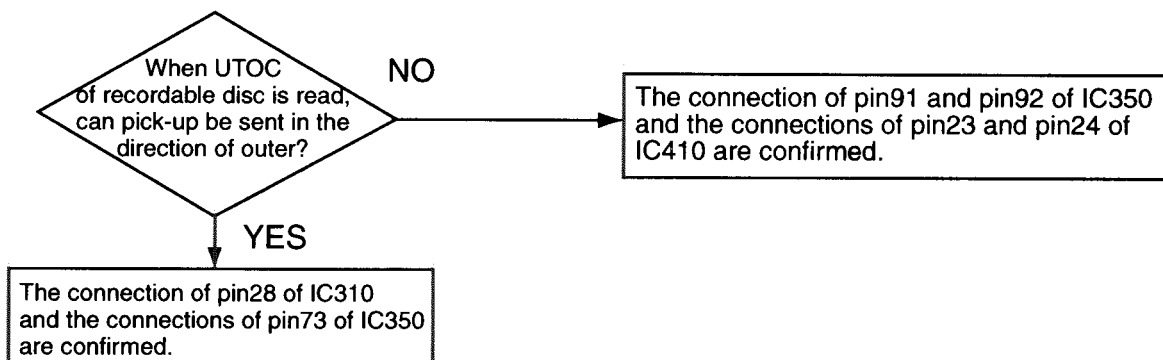 When UTOC
of recordable disc is read,
can pick-up be sent in the
direction of outer?
NO
The connection of pin91 and pin92 of IC350
and the connections of pin23 and pin24 of
IC410 are confirmed.
YES
The connection of pin28 of IC310
and the connections of pin73 of IC350
are confirmed.